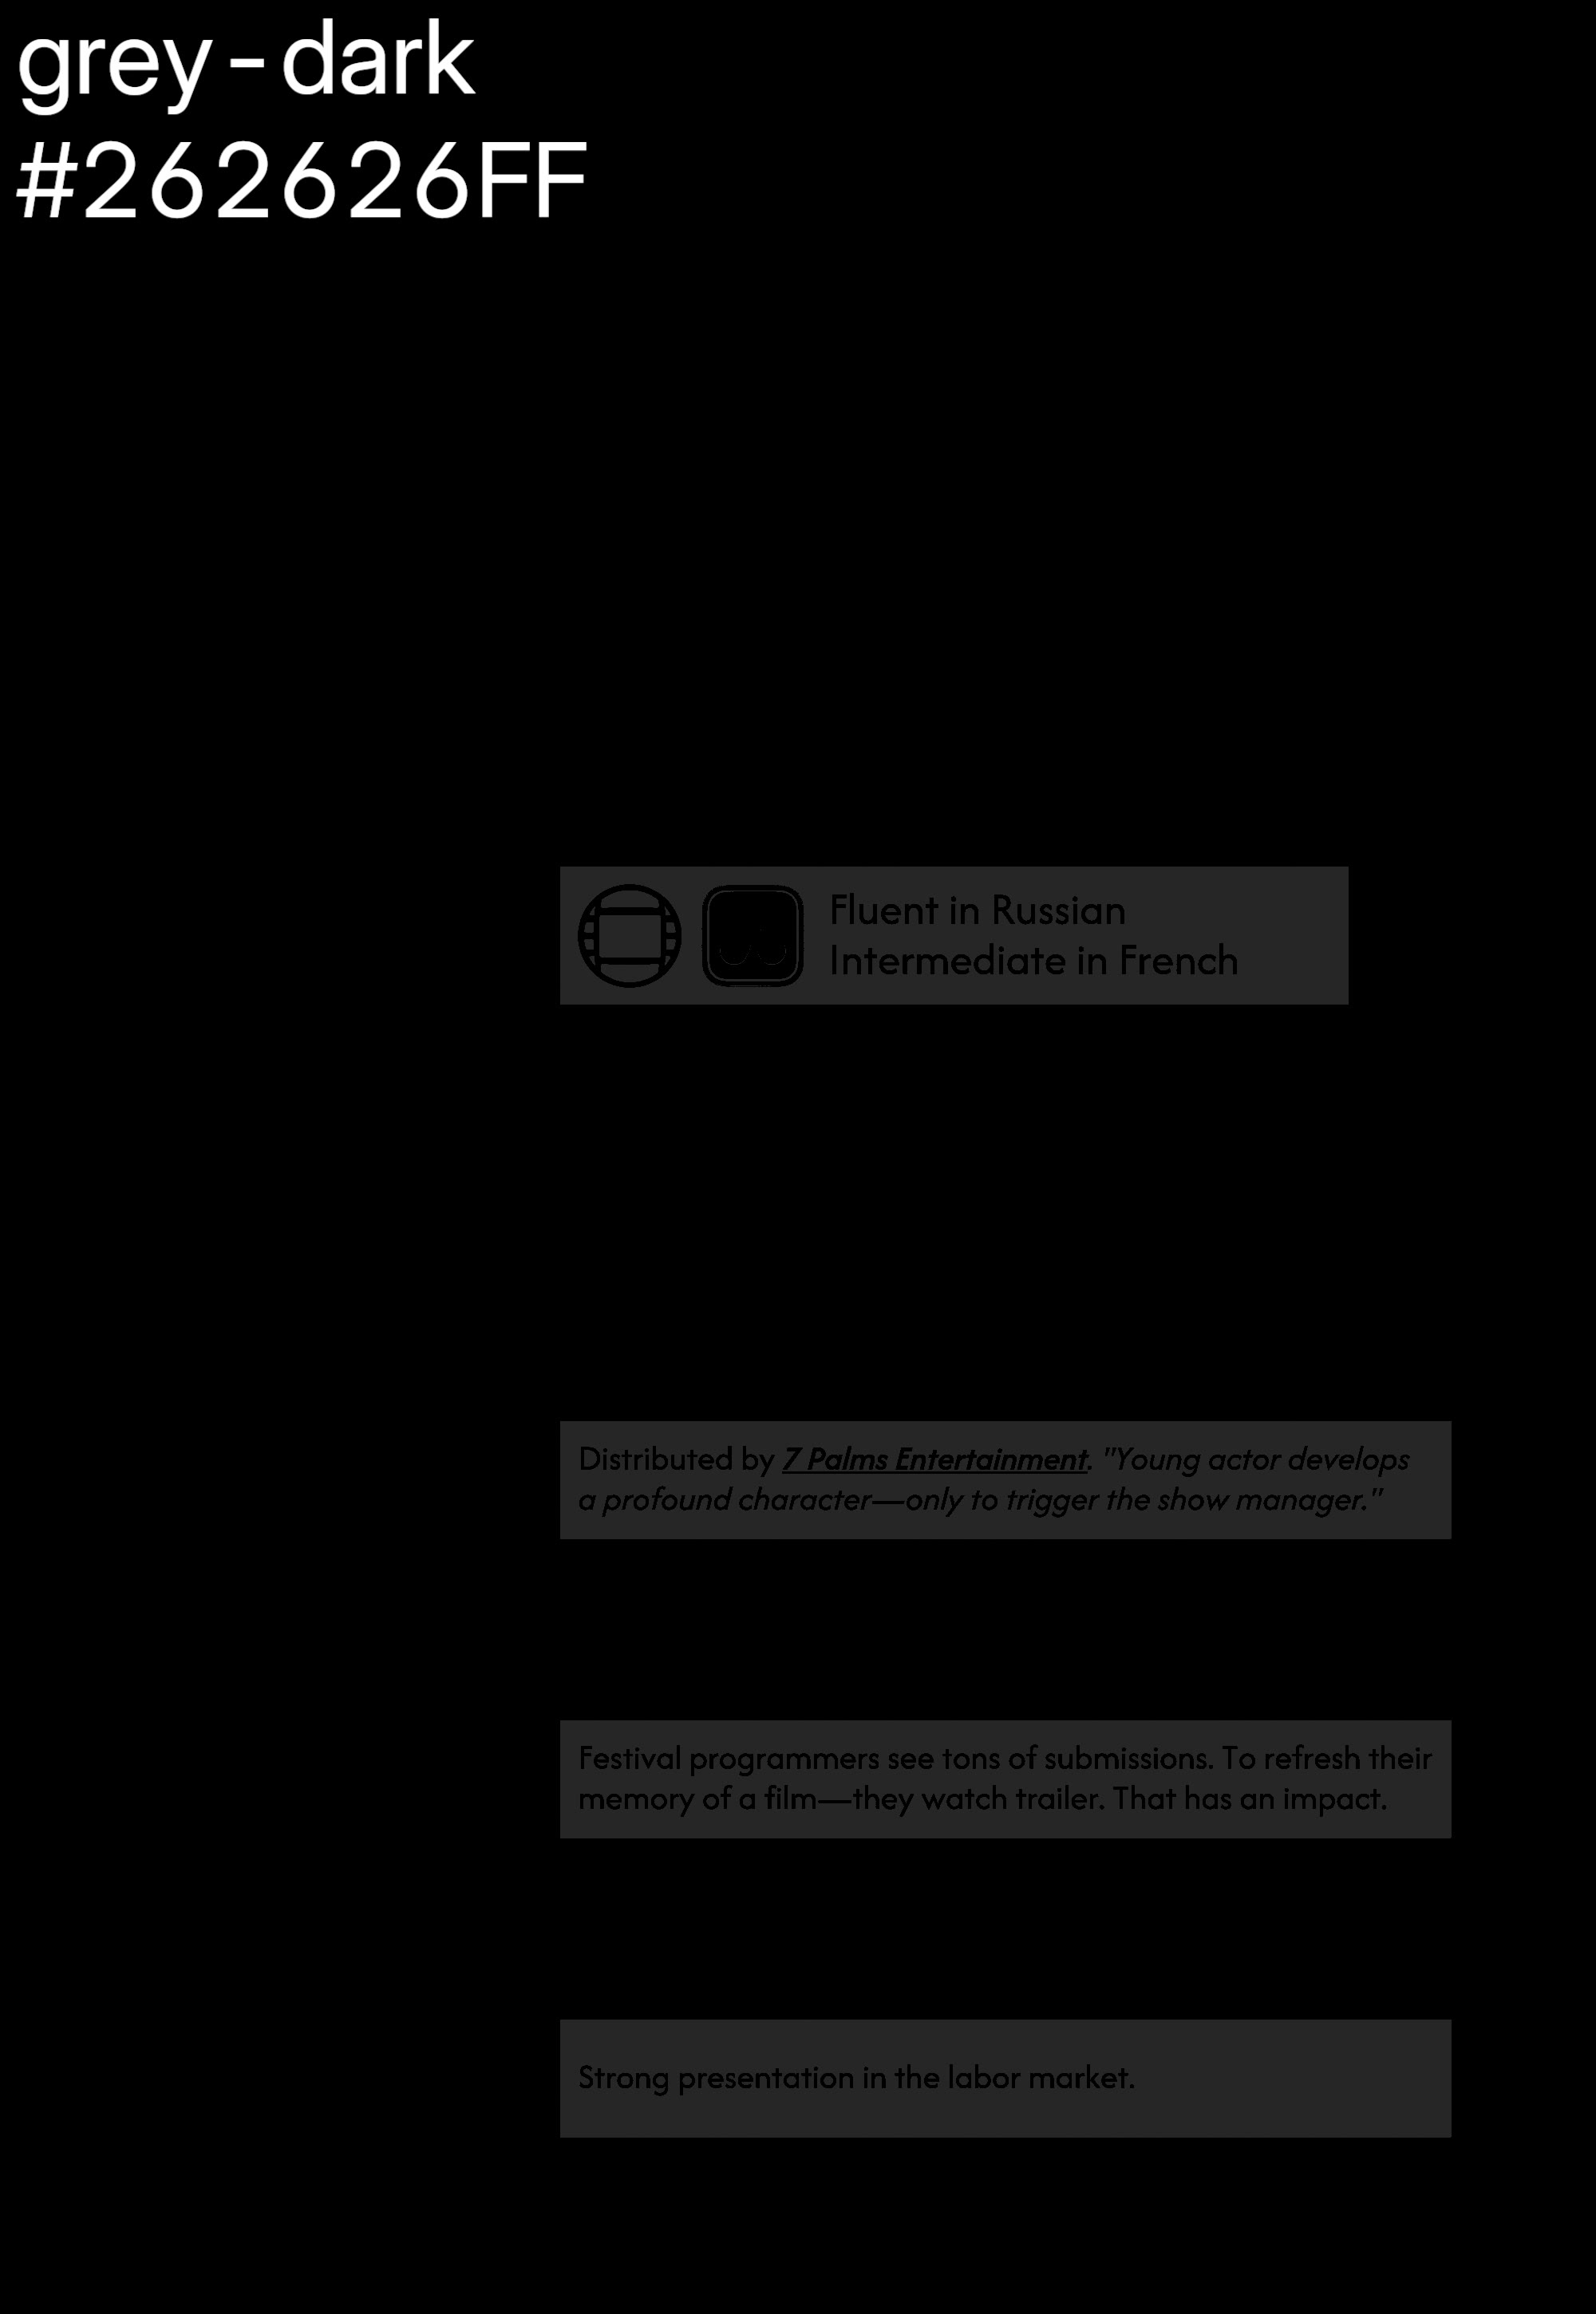 grey-dark
#262626FF
Fluent in Russian
Intermediate in French
Distributed by 7 Palms Entertainment. "Young actor develops
a profound character—only to trigger the show manager."
Festival programmers see tons of submissions. To refresh their
memory of a film—they watch trailer. That has an impact.
Strong presentation in the labor market.